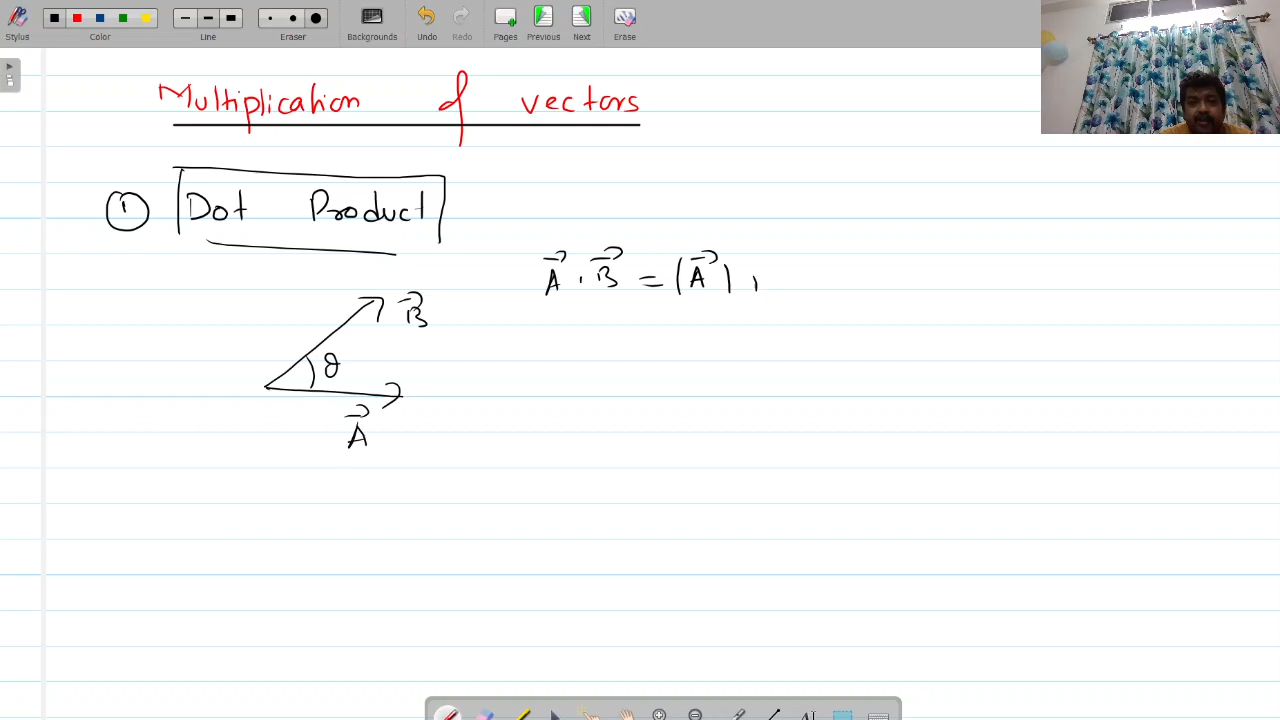 Stylus Color Line Eraser Backgrounds Undo Redo Pages Previous Next Erase
Multiplication of vectors
① Dot Product
A⃗ . B⃗ = |A⃗| .
B⃗
θ
A⃗